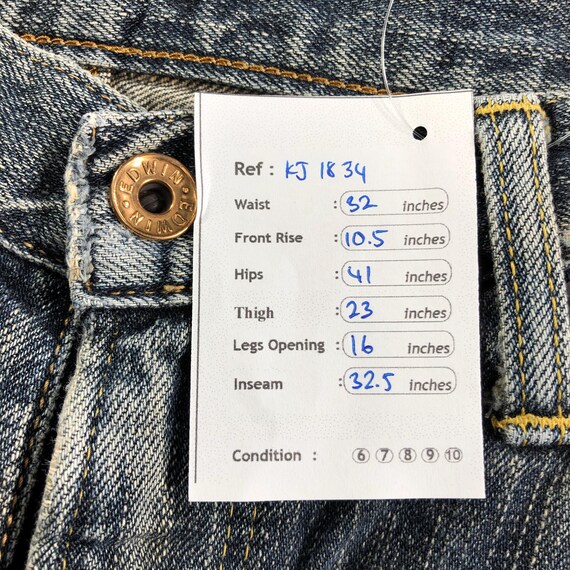 EDWIN • EDWIN •
Ref : KJ 1834
Waist : 32 inches
Front Rise : 10.5 inches
Hips : 41 inches
Thigh : 23 inches
Legs Opening : 16 inches
Inseam : 32.5 inches
Condition : 6 7 8 9 10